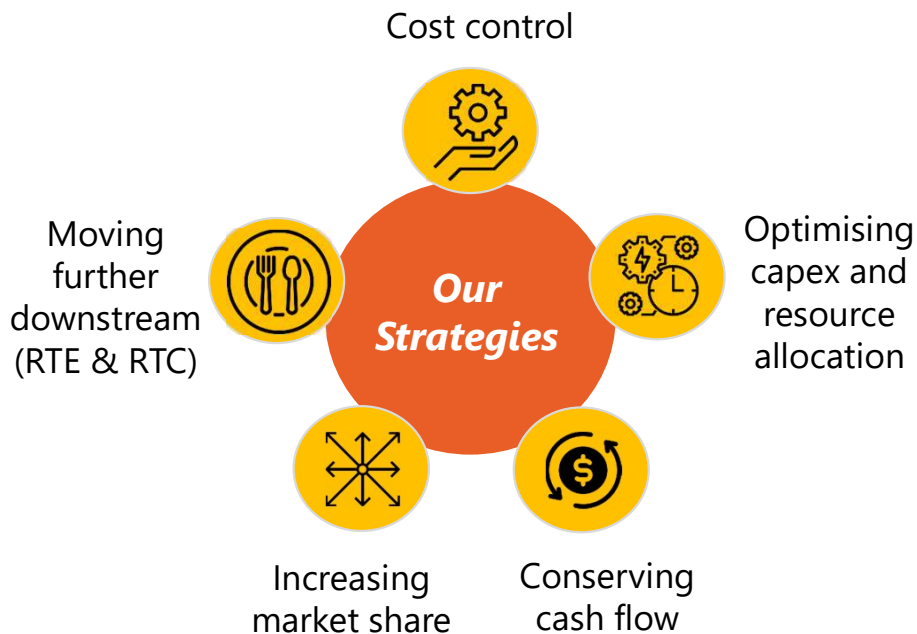 Cost control
Moving
further
downstream
(RTE & RTC)
Our
Strategies
Optimising
capex and
resource
allocation
$
Increasing
market share
Conserving
cash flow